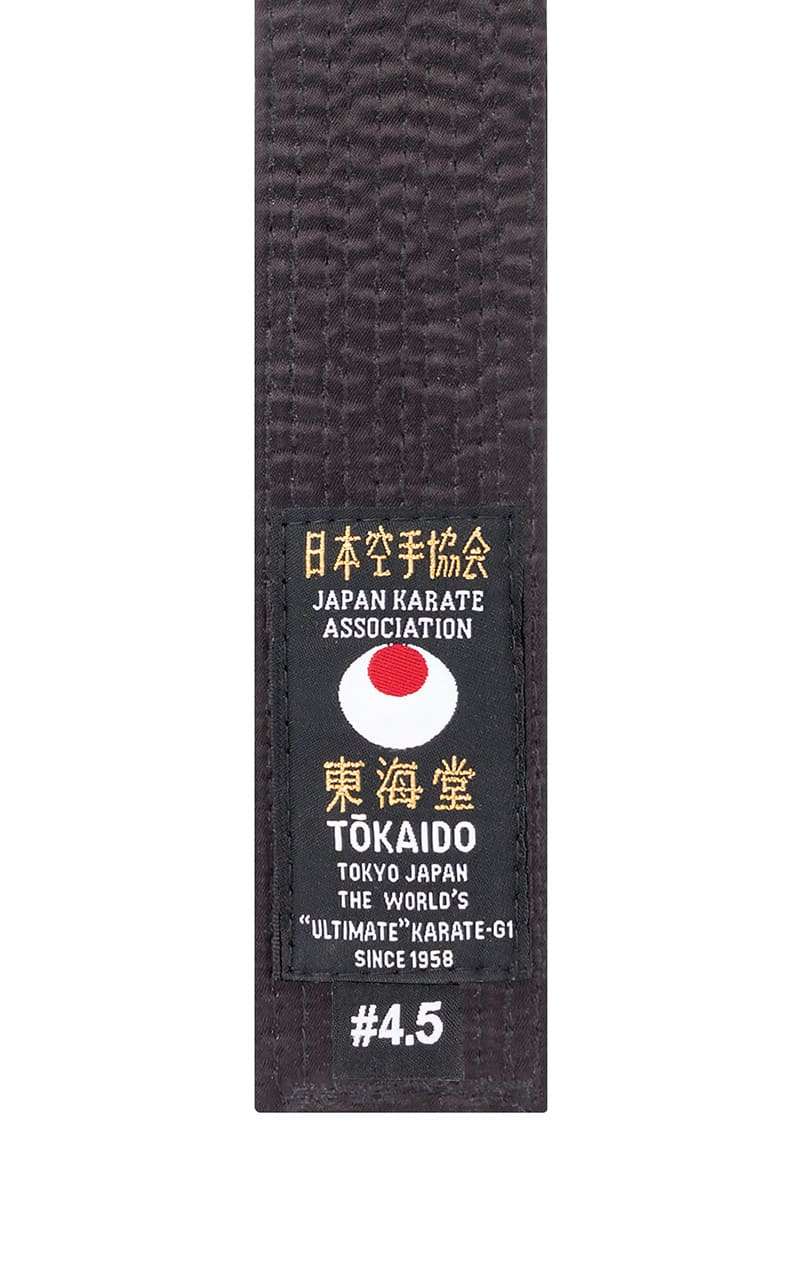 日本空手協会
JAPAN KARATE
ASSOCIATION
東海堂
TŌKAIDO
TOKYO JAPAN
THE WORLD'S
“ULTIMATE”KARATE-G1
SINCE 1958
#4.5